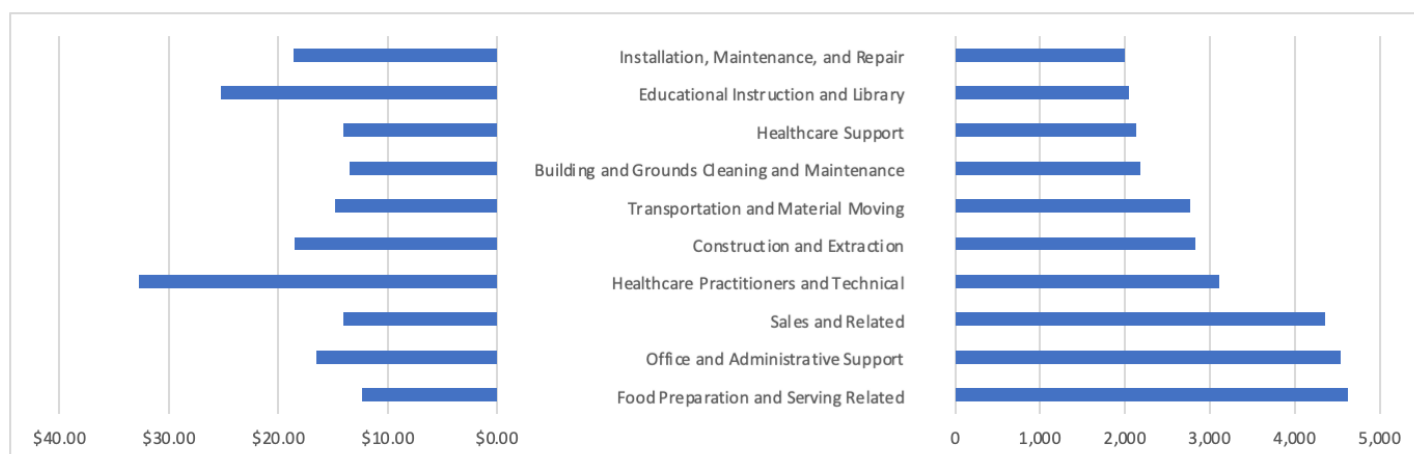 Installation, Maintenance, and Repair
Educational Instruction and Library
Healthcare Support
Building and Grounds Cleaning and Maintenance
Transportation and Material Moving
Construction and Extraction
Healthcare Practitioners and Technical
Sales and Related
Office and Administrative Support
Food Preparation and Serving Related
$40.00 $30.00 $20.00 $10.00 $0.00 0 1,000 2,000 3,000 4,000 5,000